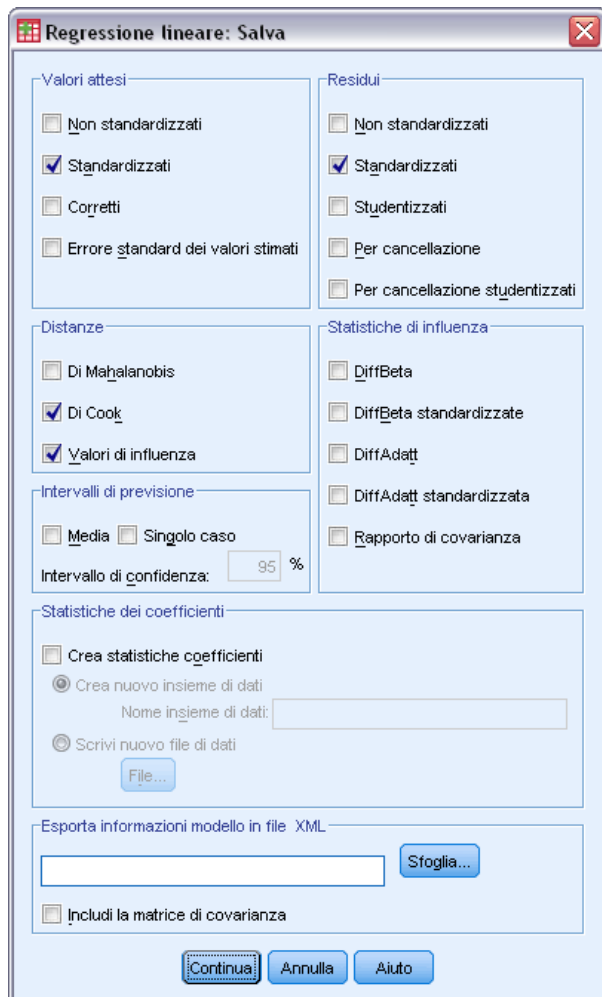 Regressione lineare: Salva
Valori attesi
Non standardizzati
Standardizzati
Corretti
Errore standard dei valori stimati
Residui
Non standardizzati
Standardizzati
Studentizzati
Per cancellazione
Per cancellazione studentizzati
Distanze
Di Mahalanobis
Di Cook
Valori di influenza
Statistiche di influenza
DiffBeta
DiffBeta standardizzate
DiffAdatt
DiffAdatt standardizzata
Rapporto di covarianza
Intervalli di previsione
Media Singolo caso
Intervallo di confidenza: 95 %
Statistiche dei coefficienti
Crea statistiche coefficienti
Crea nuovo insieme di dati
Nome insieme di dati:
Scrivi nuovo file di dati
File...
Esporta informazioni modello in file XML
Sfoglia...
Includi la matrice di covarianza
Continua Annulla Aiuto